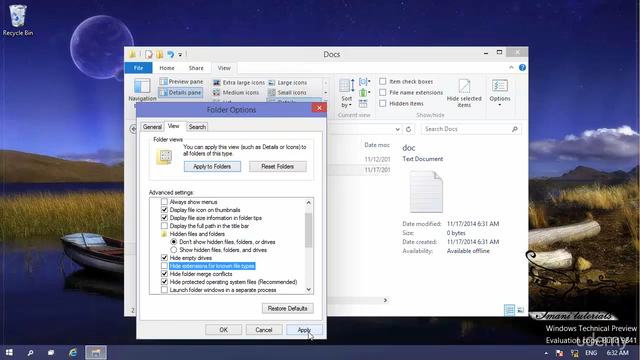 Recycle Bin
Docs
File
Home
Share
View
Navigation
Preview pane
Details pane
Extra large icons
Large icons
Medium icons
Small icons
Details
Sort
by
Current view
Item check boxes
File name extensions
Hidden items
Show/hide
Hide selected
items
Options
Search Docs
Folder Options
General
View
Search
Folder views
You can apply this view (such as Details or Icons) to
all folders of this type.
Apply to Folders
Reset Folders
Advanced settings:
Always show menus
Display file icon on thumbnails
Display file size information in folder tips
Display the full path in the title bar
Hidden files and folders
Don't show hidden files, folders, or drives
Show hidden files, folders, and drives
Hide empty drives
Hide extensions for known file types
Hide folder merge conflicts
Hide protected operating system files (Recommended)
Launch folder windows in a separate process
Restore Defaults
OK
Cancel
Apply
Date moc
11/12/201
11/17/201
doc
Text Document
Date modified: 11/17/2014 6:31 AM
Size: 0 bytes
Date created: 11/17/2014 6:31 AM
Availability: Available offline
Imani tutorials
Windows Technical Preview
Evaluation copy. Build 9841
udemy
ENG
6:32 AM